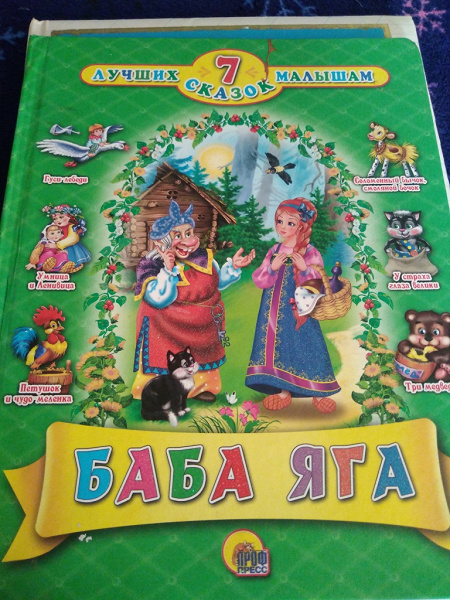 7
ЛУЧШИХ СКАЗОК МАЛЫШАМ
Гуси-лебеди
Соломенный бычок,
смоляной бочок
Умница
и Ленивица
У страха
глаза велики
Петушок
и чудо-меленка
МЕД
Три медведя
БАБА ЯГА
ПРОФ
ПРЕСС